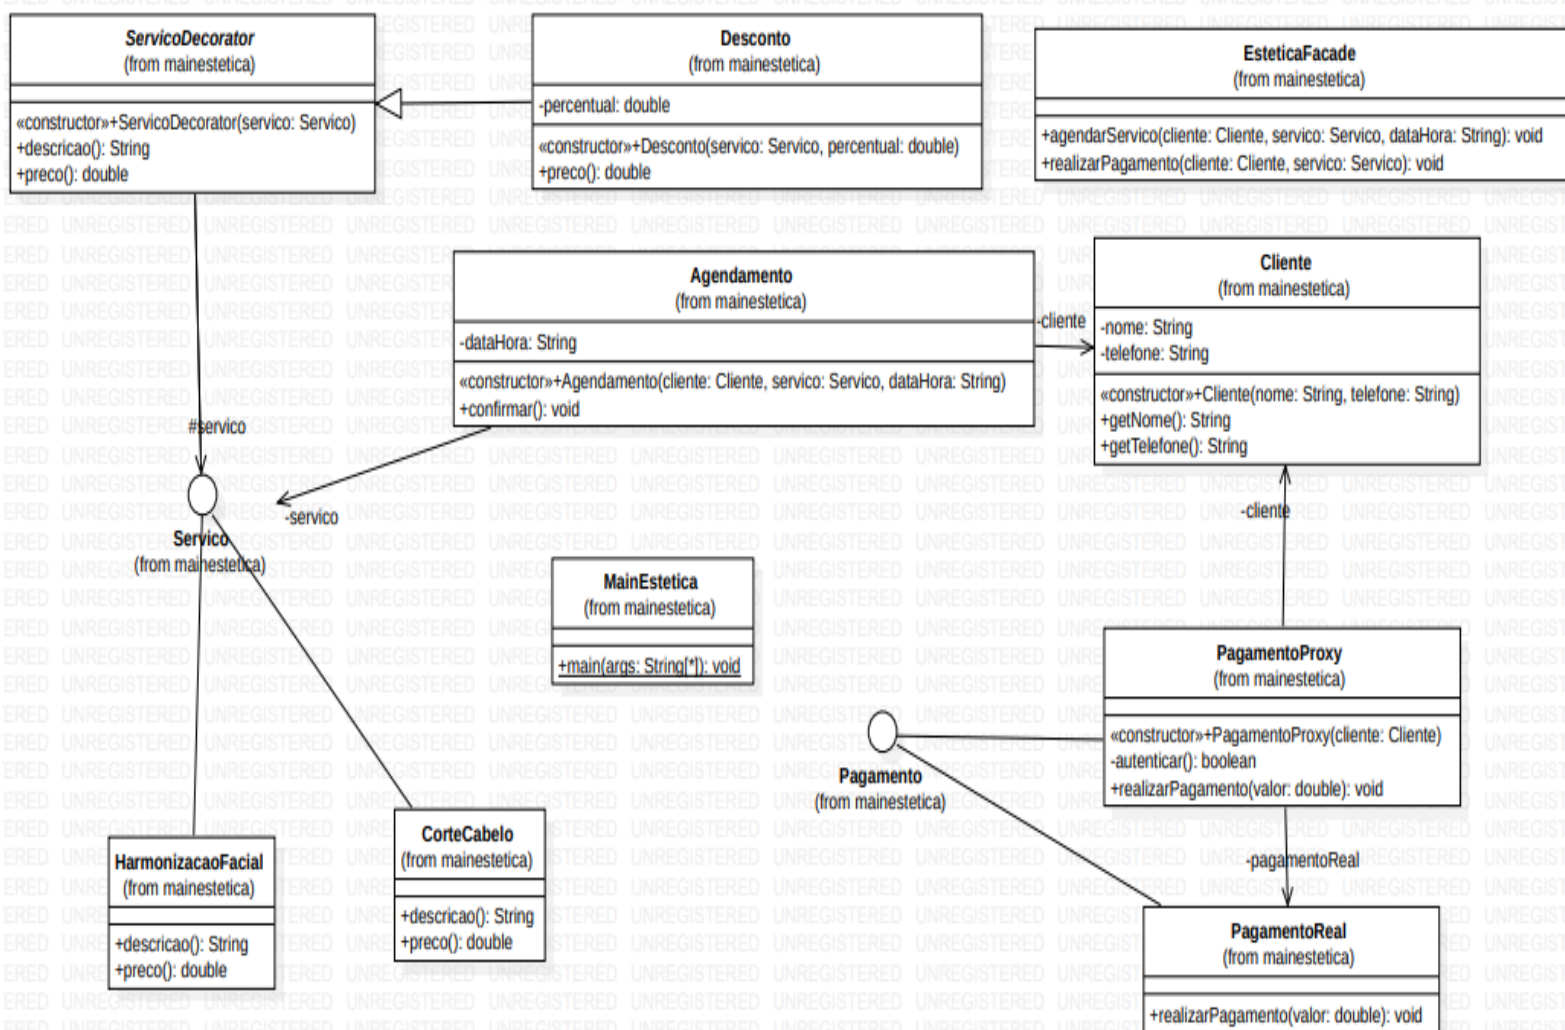 ServicoDecorator
(from mainestetica)
«constructor»+ServicoDecorator(servico: Servico)
+descricao(): String
+preco(): double
Desconto
(from mainestetica)
-percentual: double
«constructor»+Desconto(servico: Servico, percentual: double)
+preco(): double
EsteticaFacade
(from mainestetica)
+agendarServico(cliente: Cliente, servico: Servico, dataHora: String): void
+realizarPagamento(cliente: Cliente, servico: Servico): void
Agendamento
(from mainestetica)
-dataHora: String
«constructor»+Agendamento(cliente: Cliente, servico: Servico, dataHora: String)
+confirmar(): void
-cliente
Cliente
(from mainestetica)
-nome: String
-telefone: String
«constructor»+Cliente(nome: String, telefone: String)
+getNome(): String
+getTelefone(): String
#servico
-servico
Servico
(from mainestetica)
-cliente
MainEstetica
(from mainestetica)
+main(args: String[*]): void
PagamentoProxy
(from mainestetica)
«constructor»+PagamentoProxy(cliente: Cliente)
-autenticar(): boolean
+realizarPagamento(valor: double): void
Pagamento
(from mainestetica)
-pagamentoReal
HarmonizacaoFacial
(from mainestetica)
+descricao(): String
+preco(): double
CorteCabelo
(from mainestetica)
+descricao(): String
+preco(): double
PagamentoReal
(from mainestetica)
+realizarPagamento(valor: double): void
UNREGISTERED